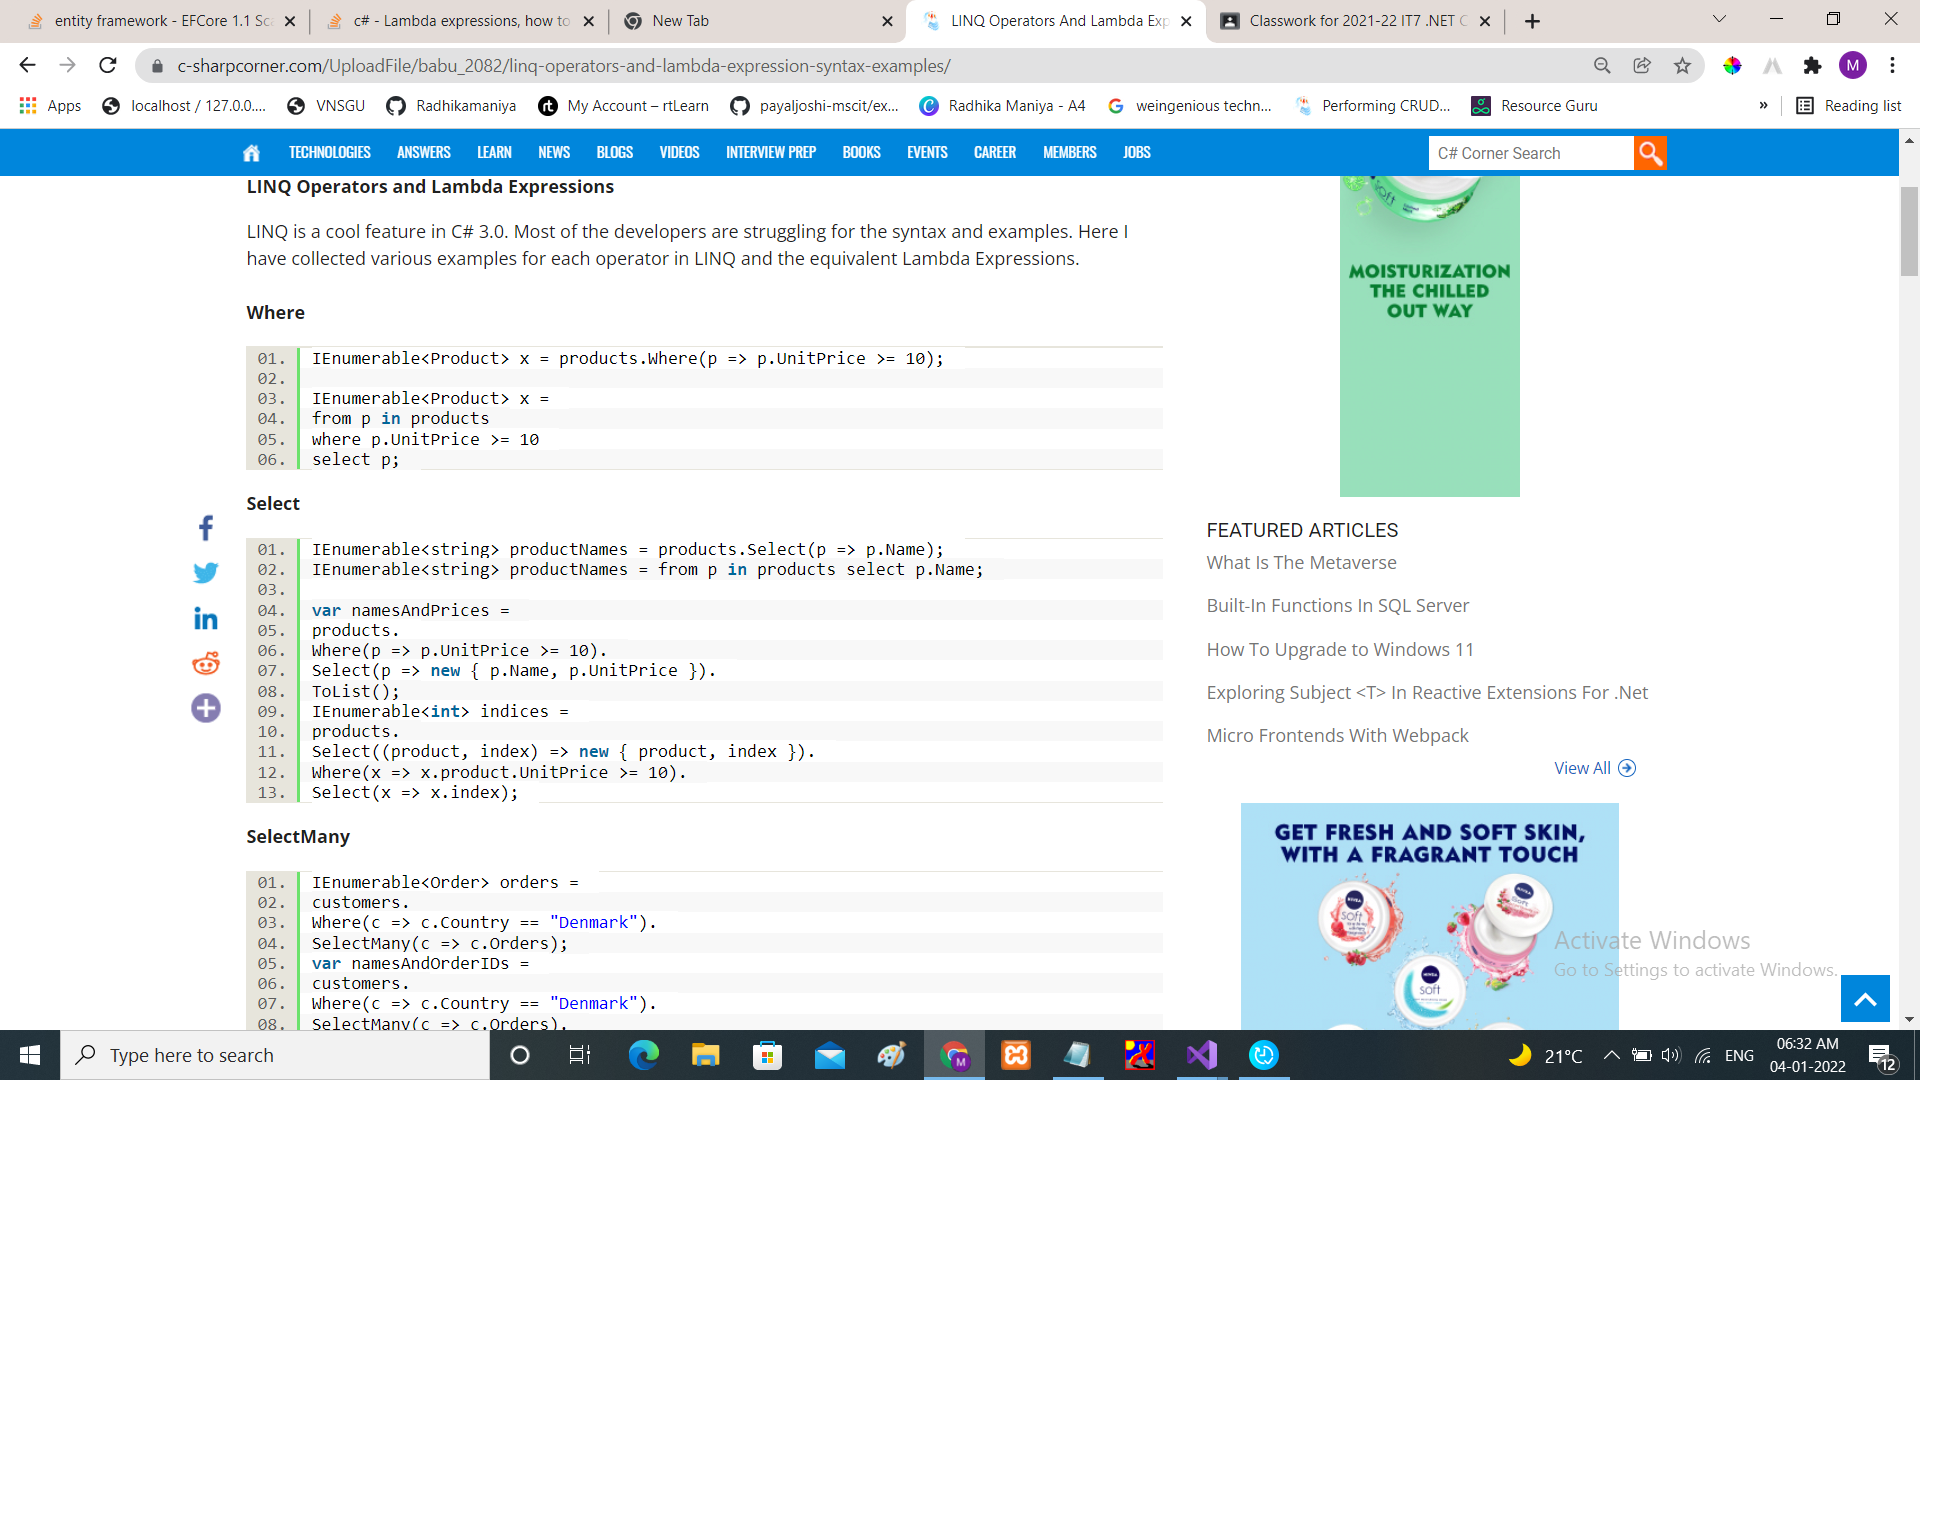 entity framework - EFCore 1.1 Sc
c# - Lambda expressions, how to
New Tab
LINQ Operators And Lambda Exp
Classwork for 2021-22 IT7 .NET C
c-sharpcorner.com/UploadFile/babu_2082/linq-operators-and-lambda-expression-syntax-examples/
M
Apps
localhost / 127.0.0....
VNSGU
Radhikamaniya
rt
My Account – rtLearn
payaljoshi-mscit/ex...
Radhika Maniya - A4
weingenious techn...
Performing CRUD...
Resource Guru
»
Reading list
TECHNOLOGIES ANSWERS LEARN NEWS BLOGS VIDEOS INTERVIEW PREP BOOKS EVENTS CAREER MEMBERS JOBS
C# Corner Search
LINQ Operators and Lambda Expressions
LINQ is a cool feature in C# 3.0. Most of the developers are struggling for the syntax and examples. Here I
have collected various examples for each operator in LINQ and the equivalent Lambda Expressions.
Where
01. IEnumerable<Product> x = products.Where(p => p.UnitPrice >= 10);
02.
03. IEnumerable<Product> x =
04. from p in products
05. where p.UnitPrice >= 10
06. select p;
Select
01. IEnumerable<string> productNames = products.Select(p => p.Name);
02. IEnumerable<string> productNames = from p in products select p.Name;
03.
04. var namesAndPrices =
05. products.
06. Where(p => p.UnitPrice >= 10).
07. Select(p => new { p.Name, p.UnitPrice }).
08. ToList();
09. IEnumerable<int> indices =
10. products.
11. Select((product, index) => new { product, index }).
12. Where(x => x.product.UnitPrice >= 10).
13. Select(x => x.index);
SelectMany
01. IEnumerable<Order> orders =
02. customers.
03. Where(c => c.Country == "Denmark").
04. SelectMany(c => c.Orders);
05. var namesAndOrderIDs =
06. customers.
07. Where(c => c.Country == "Denmark").
08. SelectMany(c => c.Orders).
soft
MOISTURIZATION
THE CHILLED
OUT WAY
FEATURED ARTICLES
What Is The Metaverse
Built-In Functions In SQL Server
How To Upgrade to Windows 11
Exploring Subject <T> In Reactive Extensions For .Net
Micro Frontends With Webpack
View All
GET FRESH AND SOFT SKIN,
WITH A FRAGRANT TOUCH
NIVEA
soft
NIVEA
soft
NIVEA
soft
Activate Windows
Go to Settings to activate Windows.
Type here to search
M
21°C
ENG
06:32 AM
04-01-2022
12